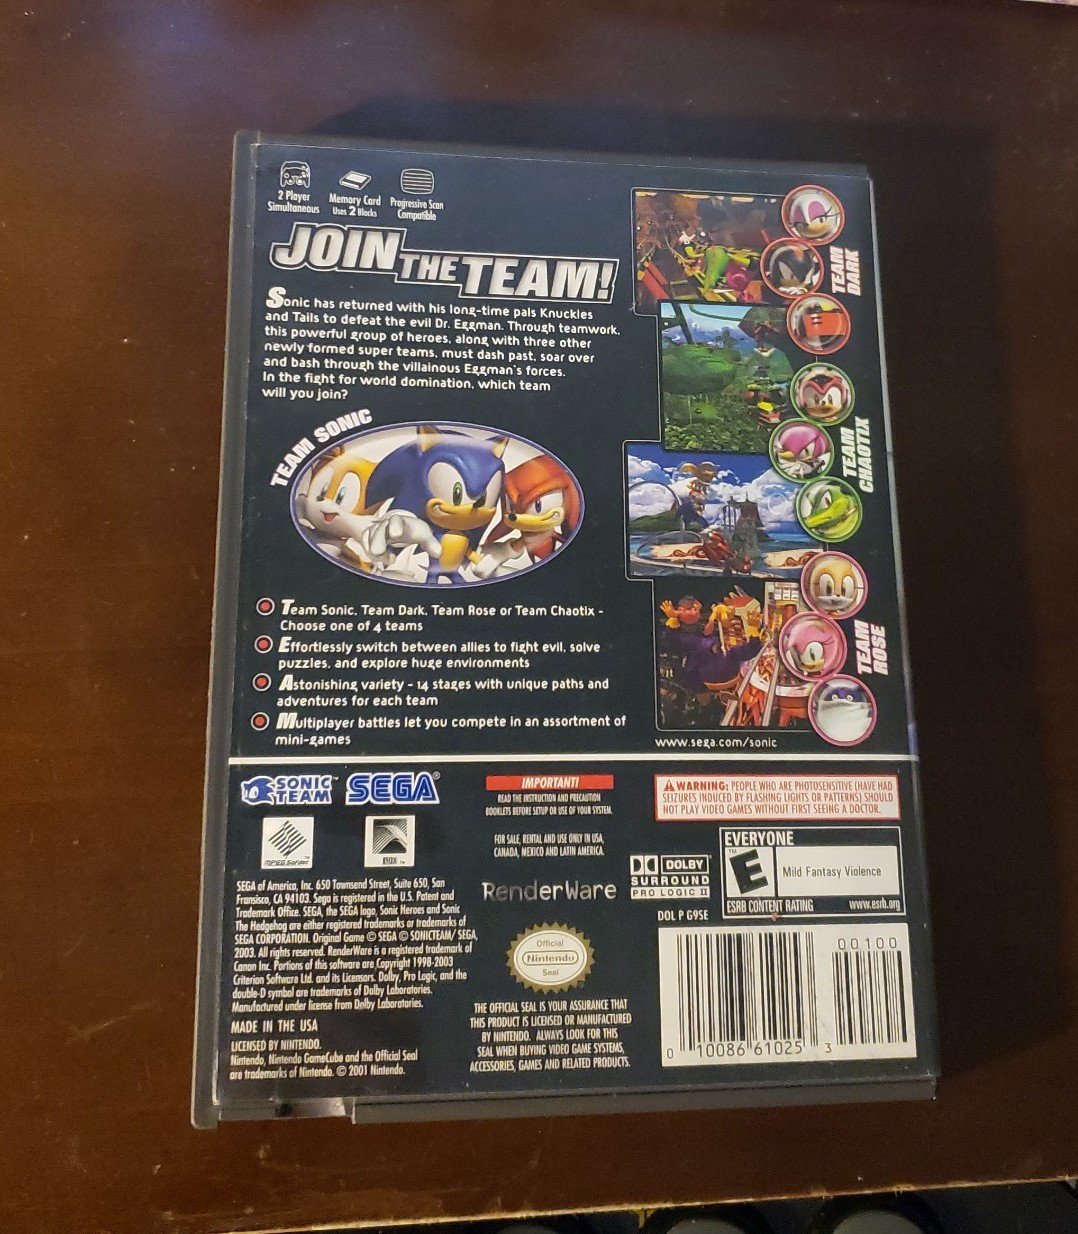 2 Player
Simultaneous
Memory Card
Uses 2 Blocks
Progressive Scan
Compatible
JOIN THE TEAM!
Sonic has returned with his long-time pals Knuckles
and Tails to defeat the evil Dr. Eggman. Through teamwork,
this powerful group of heroes, along with three other
newly formed super teams, must dash past, soar over
and bash through the villainous Eggman's forces.
In the fight for world domination, which team
will you join?
TEAM SONIC
TEAM DARK
TEAM CHAOTIX
TEAM ROSE
Team Sonic, Team Dark, Team Rose or Team Chaotix -
Choose one of 4 teams
Effortlessly switch between allies to fight evil, solve
puzzles, and explore huge environments
Astonishing variety - 14 stages with unique paths and
adventures for each team
Multiplayer battles let you compete in an assortment of
mini-games
www.sega.com/sonic
SONIC TEAM™
SEGA®
MPEG Sofdec™
SEGA of America, Inc. 650 Townsend Street, Suite 650, San
Fransisco, CA 94103. Sega is registered in the U.S. Patent and
Trademark Office. SEGA, the SEGA logo, Sonic Heroes and Sonic
The Hedgehog are either registered trademarks or trademarks of
SEGA CORPORATION. Original Game © SEGA © SONICTEAM/ SEGA,
2003. All rights reserved. RenderWare is a registered trademark of
Canon Inc. Portions of this software are Copyright 1998-2003
Criterion Software Ltd. and its Licensors. Dolby, Pro Logic, and the
double-D symbol are trademarks of Dolby Laboratories.
Manufactured under license from Dolby Laboratories.
MADE IN THE USA
LICENSED BY NINTENDO.
Nintendo, Nintendo GameCube and the Official Seal
are trademarks of Nintendo. © 2001 Nintendo.
IMPORTANT!
READ THE INSTRUCTION AND PRECAUTION
BOOKLETS BEFORE SETUP OR USE OF YOUR SYSTEM.
FOR SALE, RENTAL AND USE ONLY IN USA,
CANADA, MEXICO AND LATIN AMERICA.
RenderWare
Official
Nintendo
Seal
THE OFFICIAL SEAL IS YOUR ASSURANCE THAT
THIS PRODUCT IS LICENSED OR MANUFACTURED
BY NINTENDO. ALWAYS LOOK FOR THIS
SEAL WHEN BUYING VIDEO GAME SYSTEMS,
ACCESSORIES, GAMES AND RELATED PRODUCTS.
WARNING: PEOPLE WHO ARE PHOTOSENSITIVE (HAVE HAD
SEIZURES INDUCED BY FLASHING LIGHTS OR PATTERNS) SHOULD
NOT PLAY VIDEO GAMES WITHOUT FIRST SEEING A DOCTOR.
DOLBY
SURROUND
PRO LOGIC II
DOL P G9SE
EVERYONE
E™
Mild Fantasy Violence
ESRB CONTENT RATING www.esrb.org
00100
0 10086 61025 3